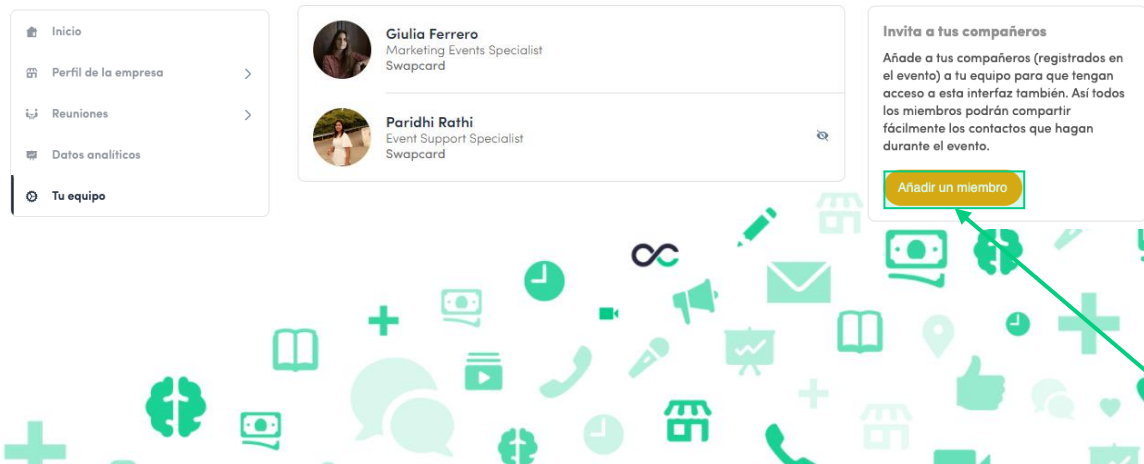 Inicio
Perfil de la empresa
Reuniones
Datos analíticos
Tu equipo
Giulia Ferrero
Marketing Events Specialist
Swapcard
Paridhi Rathi
Event Support Specialist
Swapcard
Invita a tus compañeros
Añade a tus compañeros (registrados en
el evento) a tu equipo para que tengan
acceso a esta interfaz también. Así todos
los miembros podrán compartir
fácilmente los contactos que hagan
durante el evento.
Añadir un miembro